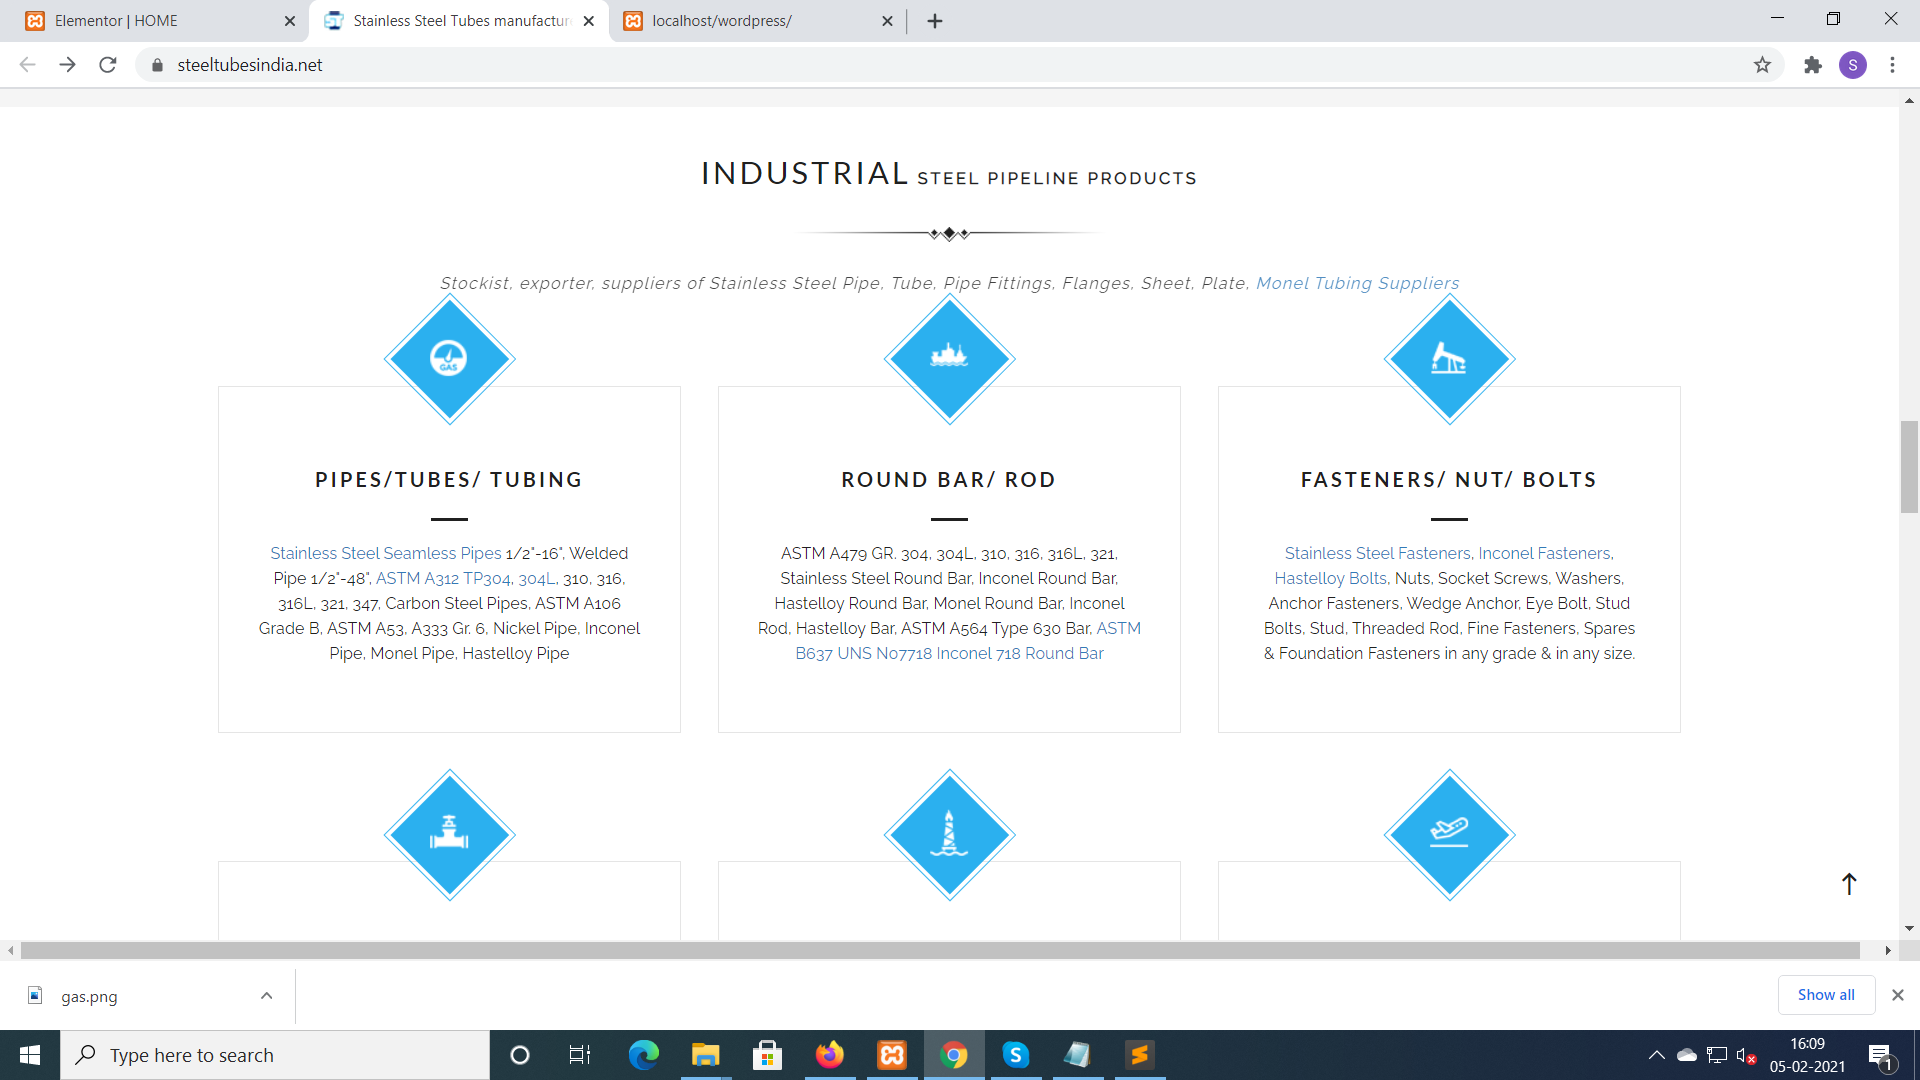 Elementor | HOME
Stainless Steel Tubes manufactur
localhost/wordpress/
steeltubesindia.net
S
INDUSTRIAL STEEL PIPELINE PRODUCTS
Stockist, exporter, suppliers of Stainless Steel Pipe, Tube, Pipe Fittings, Flanges, Sheet, Plate, Monel Tubing Suppliers
GAS
PIPES/TUBES/ TUBING
Stainless Steel Seamless Pipes 1/2"-16", Welded
Pipe 1/2"-48", ASTM A312 TP304, 304L, 310, 316,
316L, 321, 347, Carbon Steel Pipes, ASTM A106
Grade B, ASTM A53, A333 Gr. 6, Nickel Pipe, Inconel
Pipe, Monel Pipe, Hastelloy Pipe
ROUND BAR/ ROD
ASTM A479 GR. 304, 304L, 310, 316, 316L, 321,
Stainless Steel Round Bar, Inconel Round Bar,
Hastelloy Round Bar, Monel Round Bar, Inconel
Rod, Hastelloy Bar, ASTM A564 Type 630 Bar, ASTM
B637 UNS N07718 Inconel 718 Round Bar
FASTENERS/ NUT/ BOLTS
Stainless Steel Fasteners, Inconel Fasteners,
Hastelloy Bolts, Nuts, Socket Screws, Washers,
Anchor Fasteners, Wedge Anchor, Eye Bolt, Stud
Bolts, Stud, Threaded Rod, Fine Fasteners, Spares
& Foundation Fasteners in any grade & in any size.
gas.png
Show all
Type here to search
16:09
05-02-2021
1